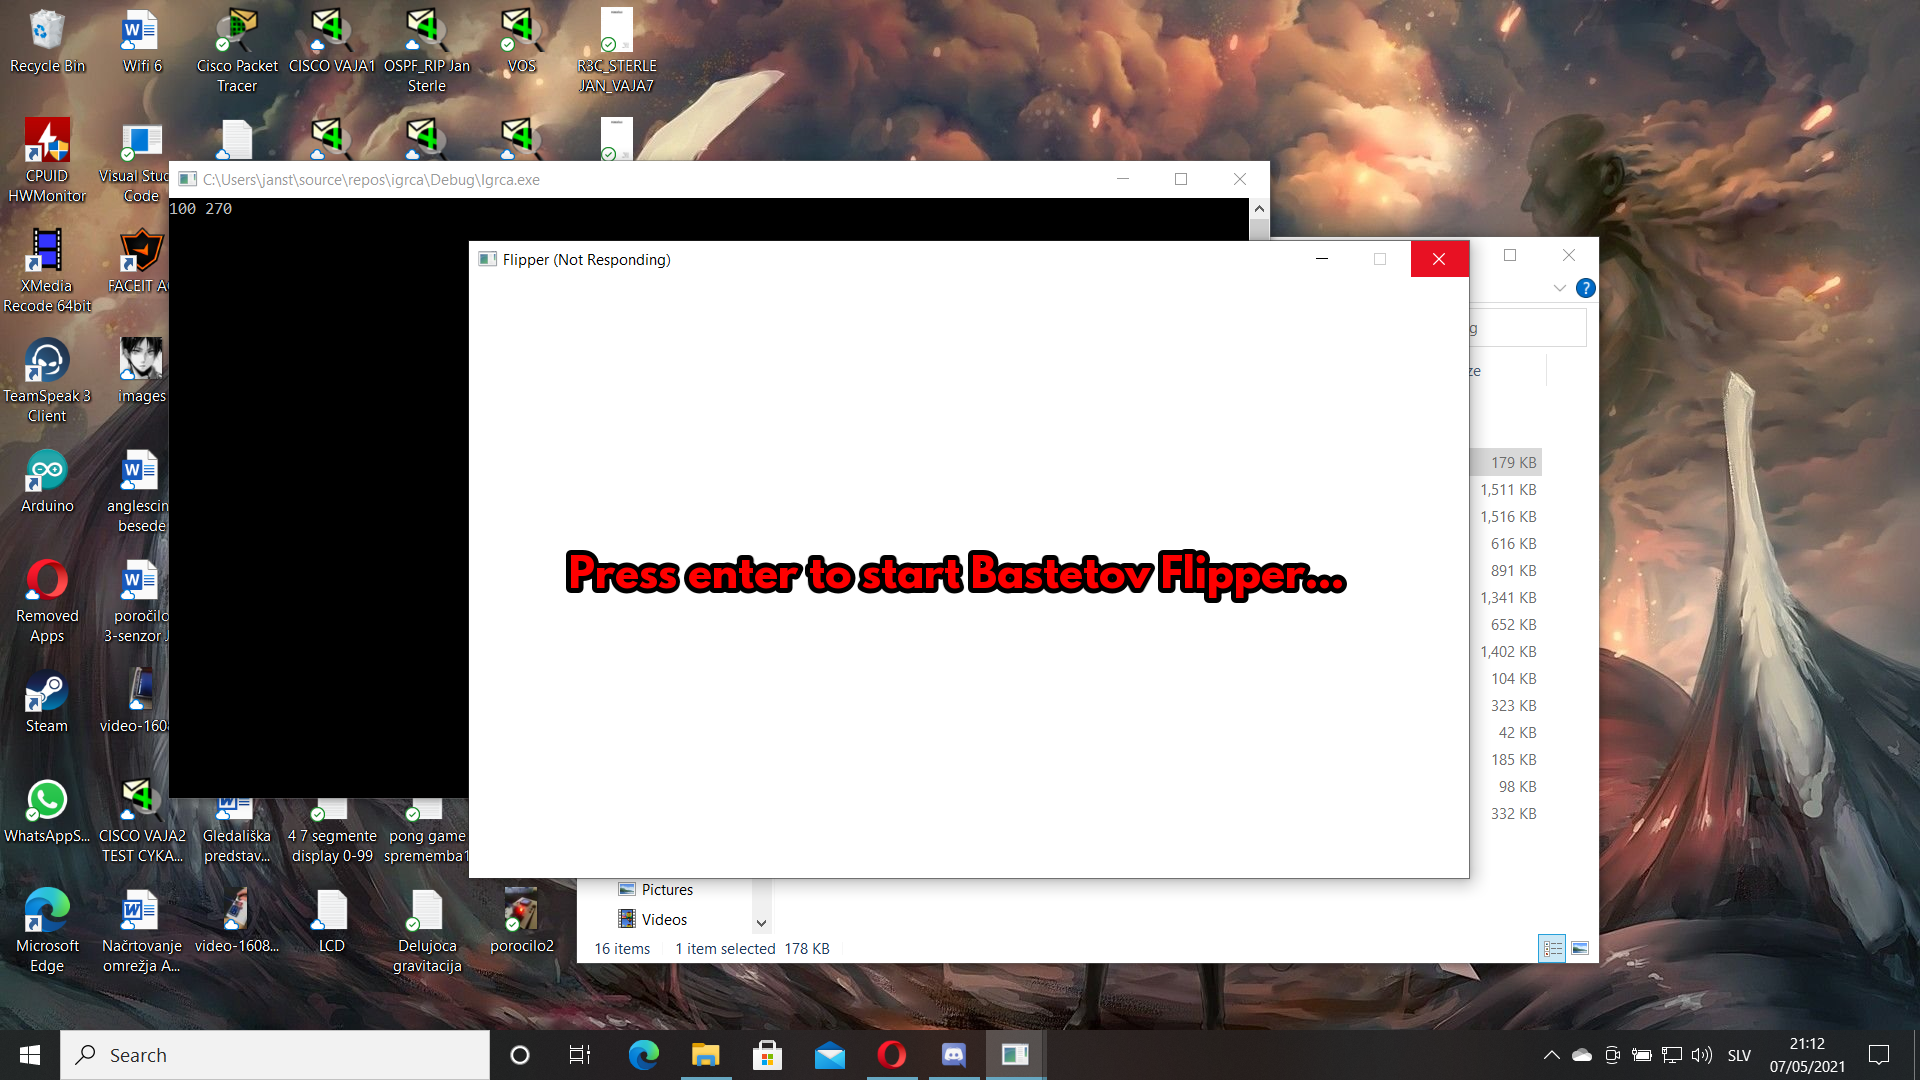 Recycle Bin
Wifi 6
Cisco Packet
Tracer
CISCO VAJA1
OSPF_RIP Jan
Sterle
VOS
R3C_STERLE
JAN_VAJA7
CPUID
HWMonitor
Visual Stud
Code
XMedia
Recode 64bit
FACEIT A
TeamSpeak 3
Client
images
Arduino
anglescin
besede
Removed
Apps
poročilo
3-senzor J
Steam
video-1608
WhatsAppS...
CISCO VAJA2
TEST CYKA...
Gledališka
predstav...
4 7 segmente
display 0-99
pong game
sprememba1
Microsoft
Edge
Načrtovanje
omrežja A...
video-1608...
LCD
Delujoca
gravitacija
porocilo2
C:\Users\janst\source\repos\igrca\Debug\Igrca.exe
100 270
Flipper (Not Responding)
Press enter to start Bastetov Flipper...
?
g
ze
179 KB
1,511 KB
1,516 KB
616 KB
891 KB
1,341 KB
652 KB
1,402 KB
104 KB
323 KB
42 KB
185 KB
98 KB
332 KB
Pictures
Videos
16 items
1 item selected 178 KB
Search
SLV
21:12
07/05/2021